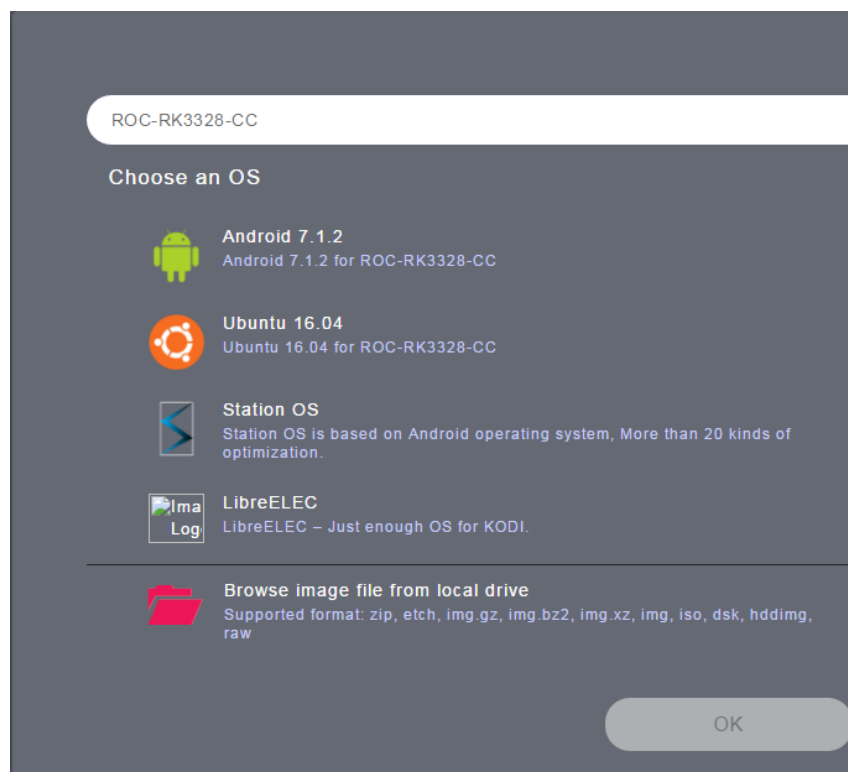 ROC-RK3328-CC
Choose an OS
Android 7.1.2
Android 7.1.2 for ROC-RK3328-CC
Ubuntu 16.04
Ubuntu 16.04 for ROC-RK3328-CC
Station OS
Station OS is based on Android operating system, More than 20 kinds of
optimization.
Ima
Log
LibreELEC
LibreELEC – Just enough OS for KODI.
Browse image file from local drive
Supported format: zip, etch, img.gz, img.bz2, img.xz, img, iso, dsk, hddimg,
raw
OK